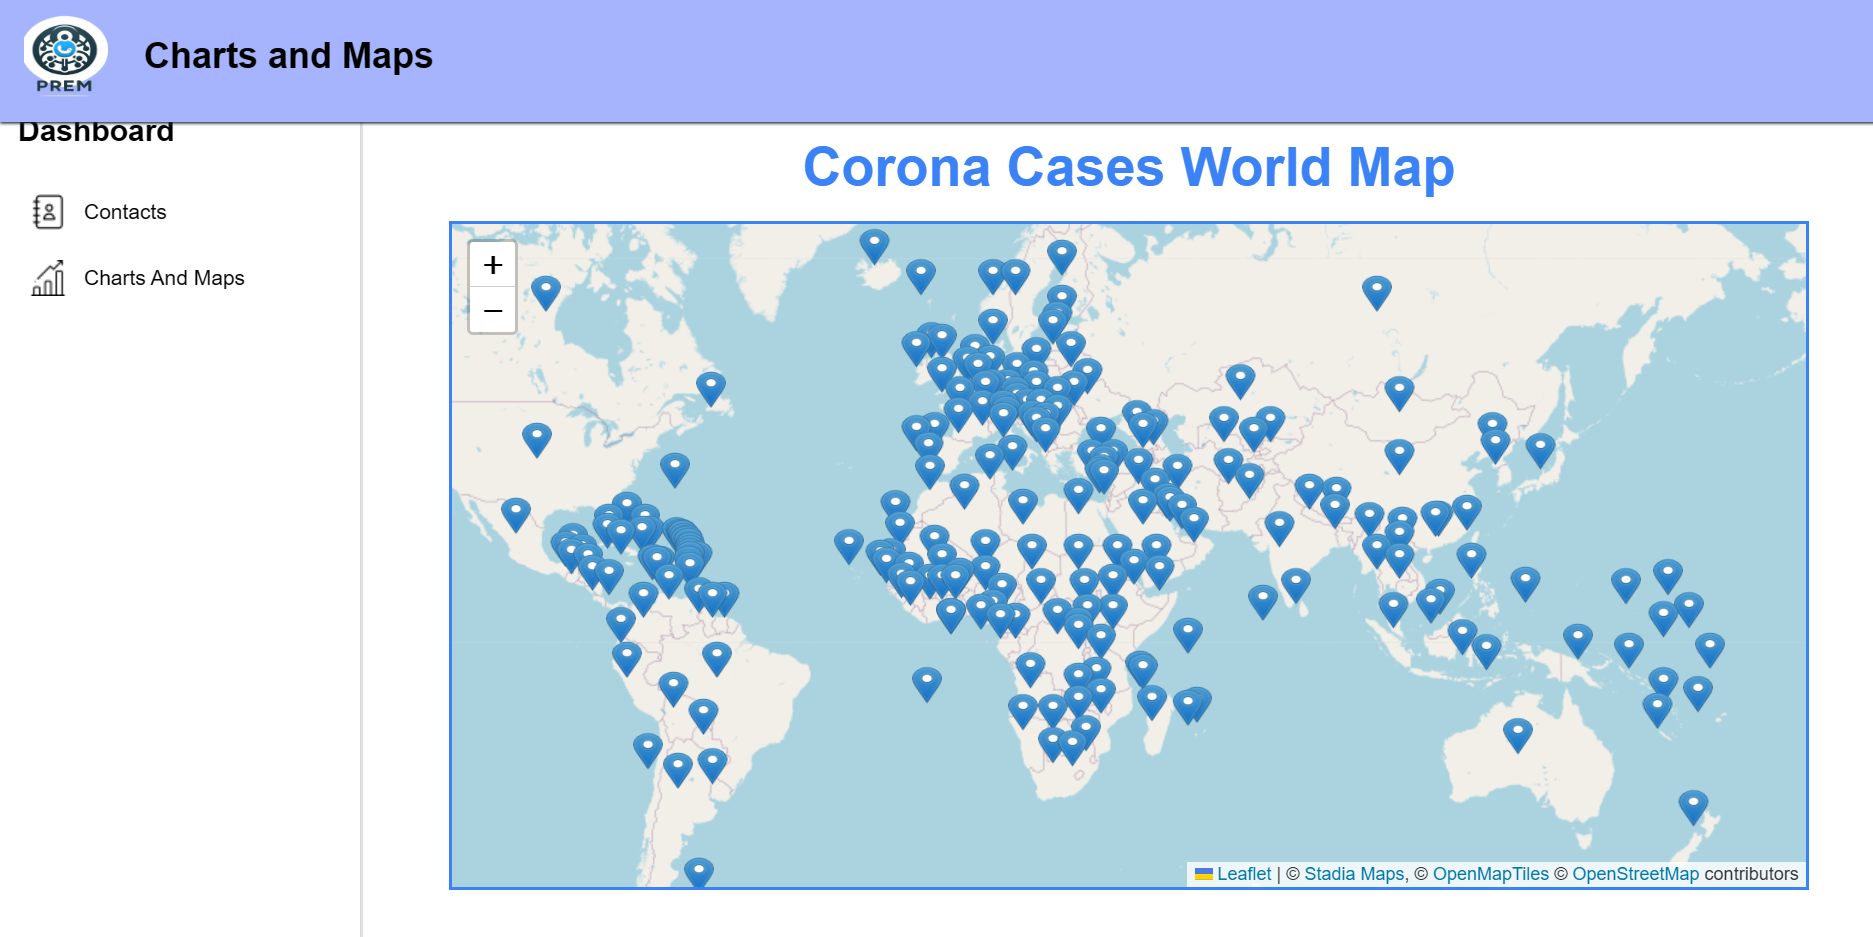 PREM
Charts and Maps
Dashboard
Contacts
Charts And Maps
Corona Cases World Map
+
−
Leaflet | © Stadia Maps, © OpenMapTiles © OpenStreetMap contributors